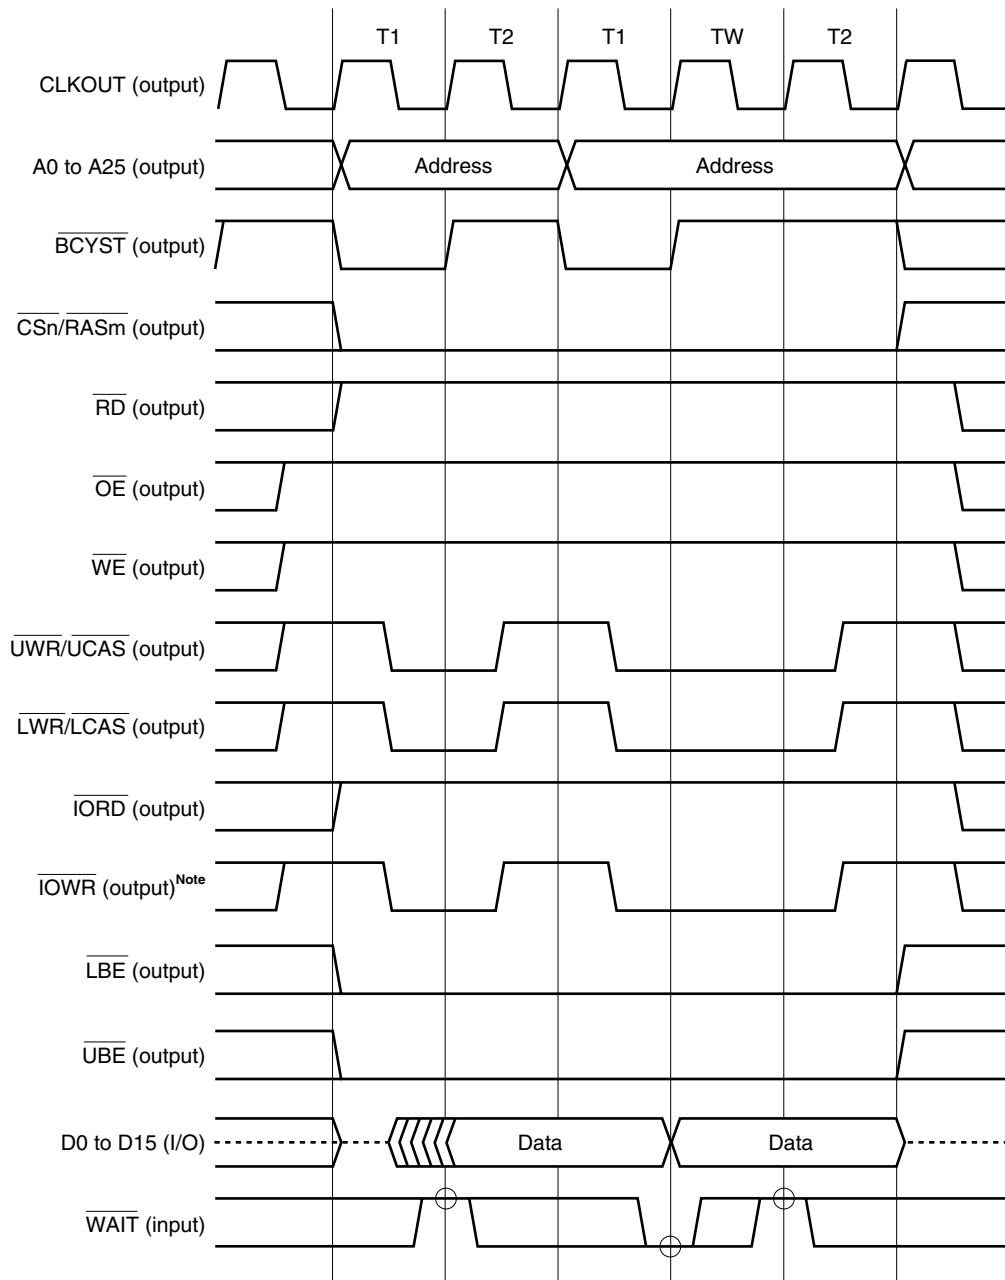 T1 T2 T1 TW T2
CLKOUT (output)
A0 to A25 (output) Address Address
BCYST (output)
CSn/RASm (output)
RD (output)
OE (output)
WE (output)
UWR/UCAS (output)
LWR/LCAS (output)
IORD (output)
IOWR (output)Note
LBE (output)
UBE (output)
D0 to D15 (I/O) Data Data
WAIT (input)